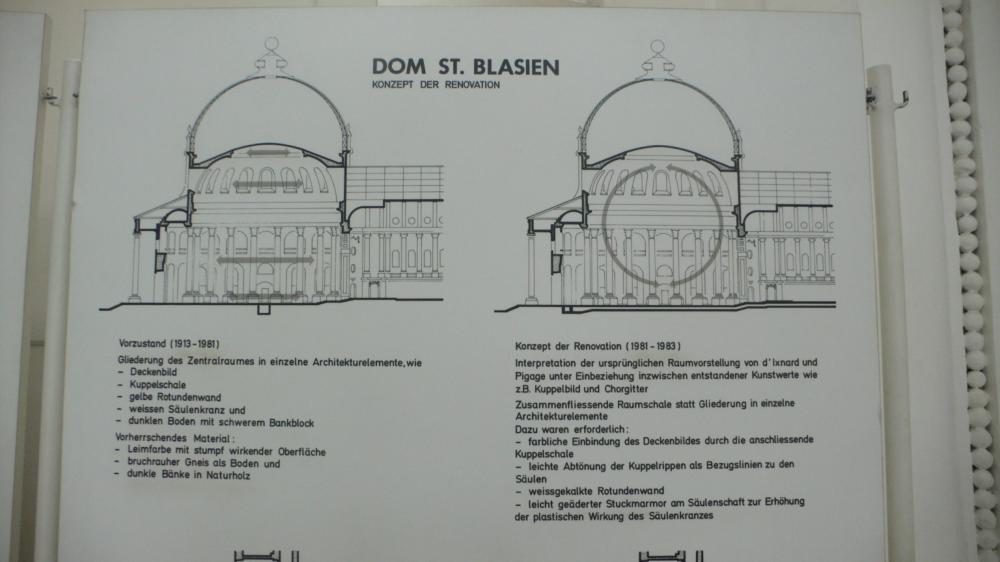 DOM ST. BLASIEN
KONZEPT DER RENOVATION
Vorzustand (1913-1981)
Gliederung des Zentralraumes in einzelne Architekturelemente, wie
- Deckenbild
- Kuppelschale
- gelbe Rotundenwand
- weissen Säulenkranz und
- dunklen Boden mit schwerem Bankblock
Vorherrschendes Material:
- Leimfarbe mit stumpf wirkender Oberfläche
- bruchrauher Gneis als Boden und
- dunkle Bänke in Naturholz
Konzept der Renovation (1981 - 1983)
Interpretation der ursprünglichen Raumvorstellung von d'Ixnard und
Pigage unter Einbeziehung inzwischen entstandener Kunstwerte wie
z.B. Kuppelbild und Chorgitter
Zusammenfliessende Raumschale statt Gliederung in einzelne
Architekturelemente
Dazu waren erforderlich:
- farbliche Einbindung des Deckenbildes durch die anschliessende
Kuppelschale
- leichte Abtönung der Kuppelrippen als Bezugslinien zu den
Säulen
- weissgekalkte Rotundenwand
- leicht geäderter Stuckmarmor am Säulenschaft zur Erhöhung
der plastischen Wirkung des Säulenkranzes